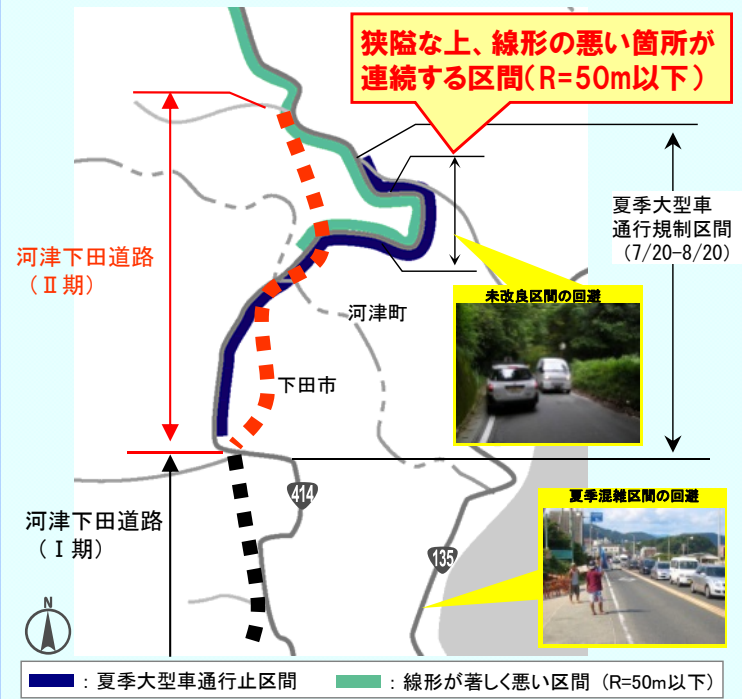 狭隘な上、線形の悪い箇所が
連続する区間(R=50m以下)
夏季大型車
通行規制区間
(7/20-8/20)
河津下田道路
(Ⅱ期)
未改良区間の回避
河津町
下田市
414
夏季混雑区間の回避
河津下田道路
(Ⅰ期)
135
N
:夏季大型車通行止区間
:線形が著しく悪い区間 (R=50m以下)